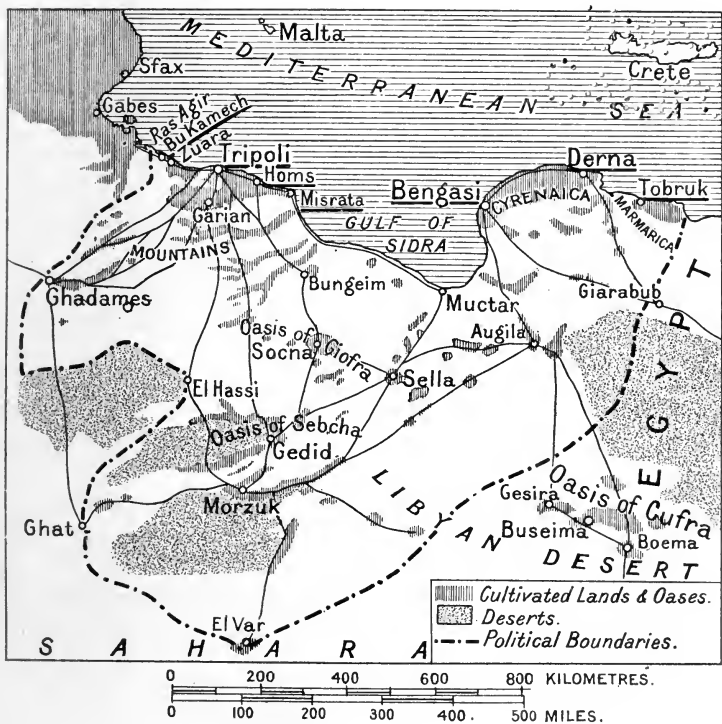 Malta
MEDITERRANEAN SEA
Crete
Sfax
Gabes
Ras Agir
Bu Kamech
Zuara
Tripoli
Homs
Misrata
Garian
MOUNTAINS
Bengasi
CYRENAICA
Derna
Tobruk
MARMARICA
GULF OF
SIDRA
Ghadames
Bungeim
Muctar
Giarabub
Augila
Oasis of
Socna
Giofra
Sella
El Hassi
Oasis of Sebcha
Gedid
EGYPT
Morzuk
Ghat
LIBYAN DESERT
Gesira
Oasis of Cufra
Buseima
Boema
El Var
SAHARA
Cultivated Lands & Oases.
Deserts.
Political Boundaries.
0 200 400 600 800 KILOMETRES.
0 100 200 300 400 500 MILES.